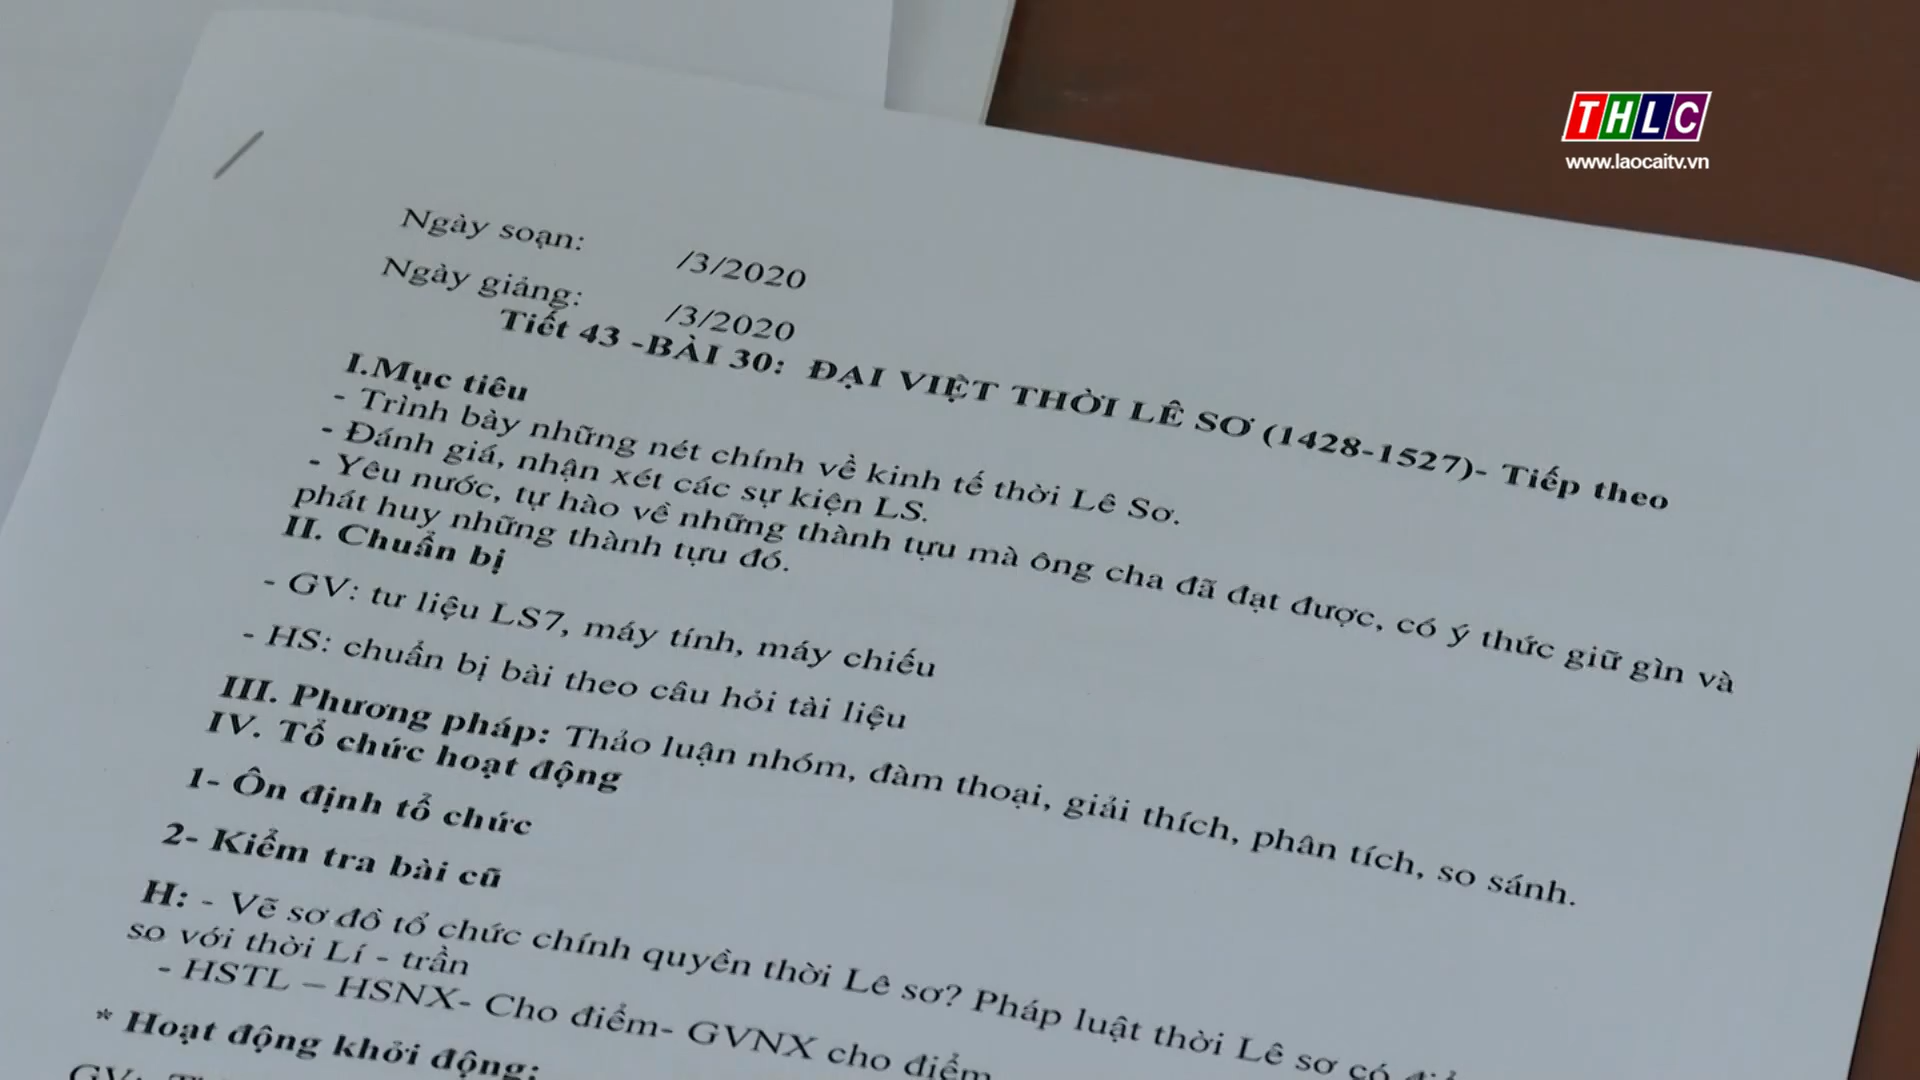 THLC
www.laocaitv.vn
Ngày soạn: /3/2020
Ngày giảng: /3/2020
Tiết 43 -BÀI 30: ĐẠI VIỆT THỜI LÊ SƠ (1428-1527)- Tiếp theo
I.Mục tiêu
- Trình bày những nét chính về kinh tế thời Lê Sơ.
- Đánh giá, nhận xét các sự kiện LS.
- Yêu nước, tự hào về những thành tựu mà ông cha đã đạt được, có ý thức giữ gìn và
phát huy những thành tựu đó.
II. Chuẩn bị
- GV: tư liệu LS7, máy tính, máy chiếu
- HS: chuẩn bị bài theo câu hỏi tài liệu
III. Phương pháp: Thảo luận nhóm, đàm thoại, giải thích, phân tích, so sánh.
IV. Tổ chức hoạt động
1- Ôn định tổ chức
2- Kiểm tra bài cũ
H: - Vẽ sơ đồ tổ chức chính quyền thời Lê sơ? Pháp luật thời Lê sơ có
so với thời Lí - trần
- HSTL – HSNX- Cho điểm- GVNX cho điểm
* Hoạt động khởi động:
GV: